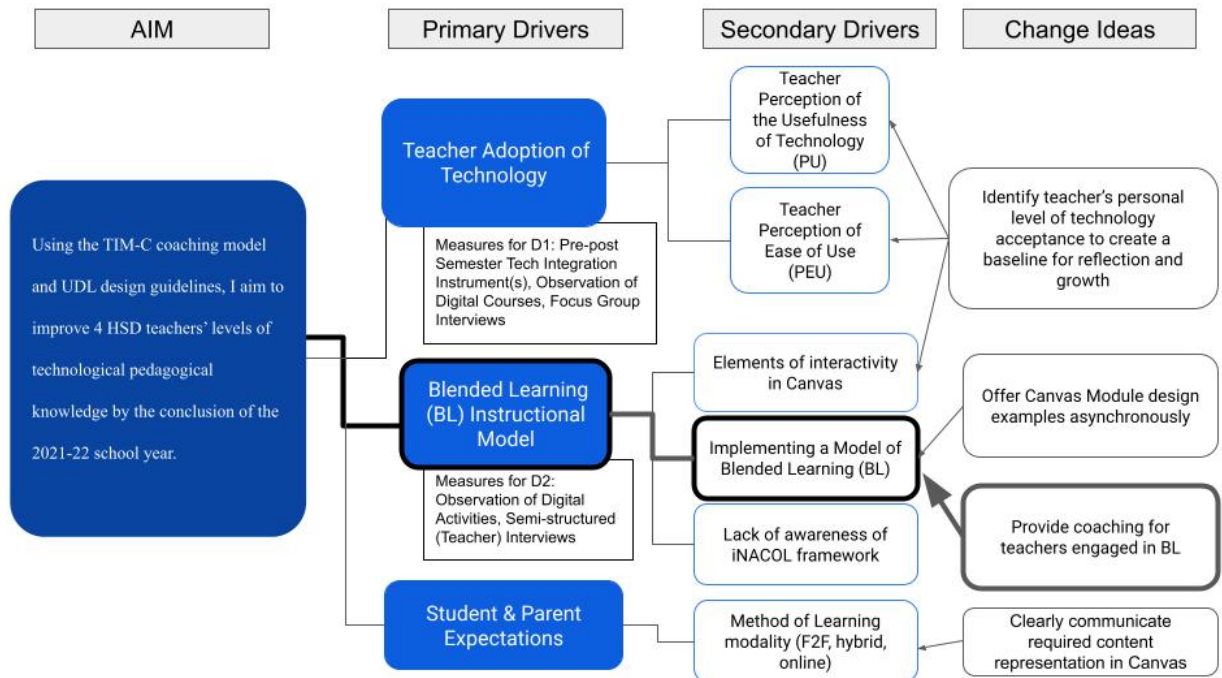 AIM
Primary Drivers
Secondary Drivers
Change Ideas
Using the TIM-C coaching model
and UDL design guidelines, I aim to
improve 4 HSD teachers' levels of
technological pedagogical
knowledge by the conclusion of the
2021-22 school year.
Teacher Adoption of
Technology
Measures for D1: Pre-post
Semester Tech Integration
Instrument(s), Observation of
Digital Courses, Focus Group
Interviews
Blended Learning
(BL) Instructional
Model
Measures for D2:
Observation of Digital
Activities, Semi-structured
(Teacher) Interviews
Student & Parent
Expectations
Teacher
Perception of
the Usefulness
of Technology
(PU)
Teacher
Perception of
Ease of Use
(PEU)
Elements of interactivity
in Canvas
Implementing a Model of
Blended Learning (BL)
Lack of awareness of
iNACOL framework
Method of Learning
modality (F2F, hybrid,
online)
Identify teacher's personal
level of technology
acceptance to create a
baseline for reflection and
growth
Offer Canvas Module design
examples asynchronously
Provide coaching for
teachers engaged in BL
Clearly communicate
required content
representation in Canvas